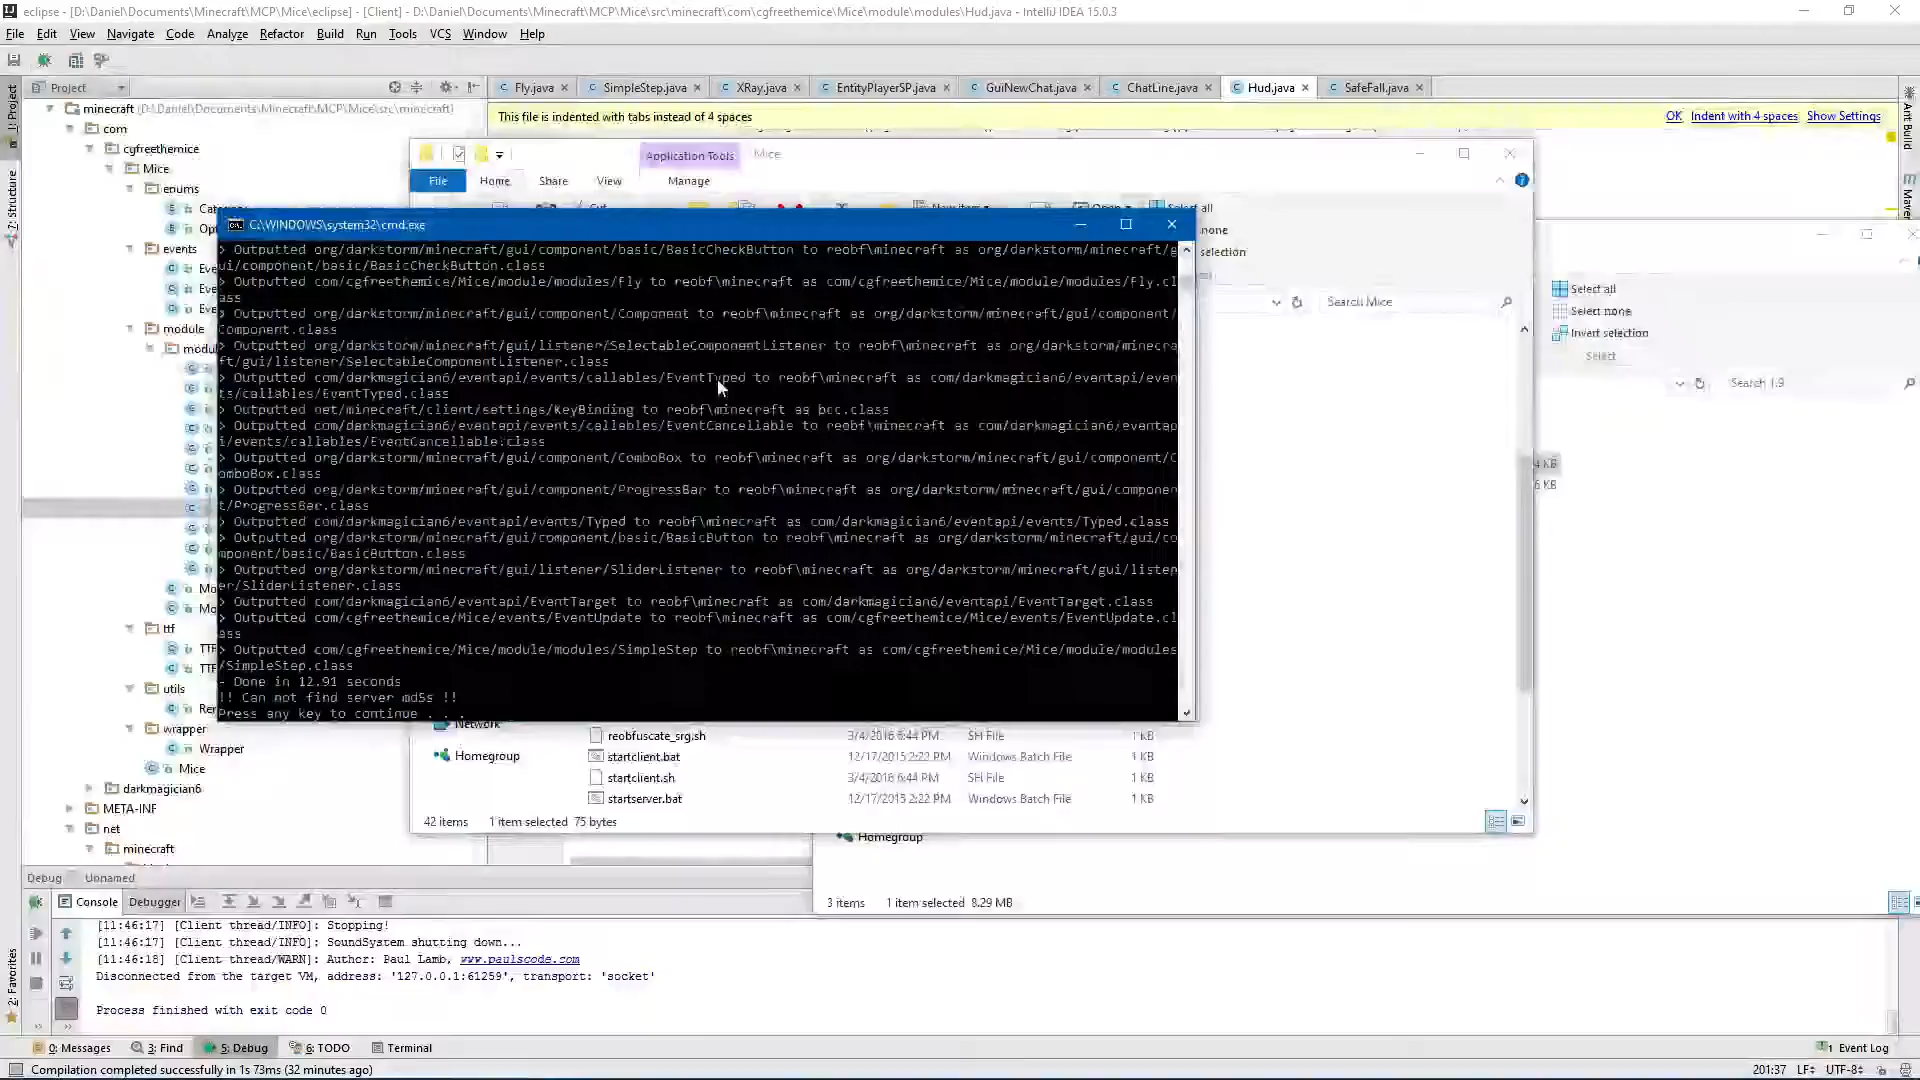 eclipse - [D:\Daniel\Documents\Minecraft\MCP\Mice\eclipse] - [Client] - D:\Daniel\Documents\Minecraft\MCP\Mice\src\minecraft\com\cgfreethemice\Mice\module\modules\Hud.java - IntelliJ IDEA 15.0.3
File Edit View Navigate Code Analyze Refactor Build Run Tools VCS Window Help
Project
Fly.java SimpleStep.java XRay.java EntityPlayerSP.java GuiNewChat.java ChatLine.java Hud.java SafeFall.java
minecraft (D:\Daniel\Documents\Minecraft\MCP\Mice\src\minecraft)
This file is indented with tabs instead of 4 spaces OK Indent with 4 spaces Show Settings
1: Project
7: Structure
2: Favorites
Ant Build
com
cgfreethemice
Mice
enums
events
module
ttf
utils
wrapper
Wrapper
Mice
darkmagician6
META-INF
net
minecraft
Application Tools Mice
File Home Share View Manage
Search Mice
C:\WINDOWS\system32\cmd.exe
> Outputted org/darkstorm/minecraft/gui/component/basic/BasicCheckButton to reobf\minecraft as org/darkstorm/minecraft/g
ui/component/basic/BasicCheckButton.class
> Outputted com/cgfreethemice/Mice/module/modules/Fly to reobf\minecraft as com/cgfreethemice/Mice/module/modules/Fly.cl
ass
> Outputted org/darkstorm/minecraft/gui/component/Component to reobf\minecraft as org/darkstorm/minecraft/gui/component/
Component.class
> Outputted org/darkstorm/minecraft/gui/listener/SelectableComponentListener to reobf\minecraft as org/darkstorm/minecra
ft/gui/listener/SelectableComponentListener.class
> Outputted com/darkmagician6/eventapi/events/callables/EventTyped to reobf\minecraft as com/darkmagician6/eventapi/even
ts/callables/EventTyped.class
> Outputted net/minecraft/client/settings/KeyBinding to reobf\minecraft as bcc.class
> Outputted com/darkmagician6/eventapi/events/callables/EventCancellable to reobf\minecraft as com/darkmagician6/eventap
i/events/callables/EventCancellable.class
> Outputted org/darkstorm/minecraft/gui/component/ComboBox to reobf\minecraft as org/darkstorm/minecraft/gui/component/C
omboBox.class
> Outputted org/darkstorm/minecraft/gui/component/ProgressBar to reobf\minecraft as org/darkstorm/minecraft/gui/componen
t/ProgressBar.class
> Outputted com/darkmagician6/eventapi/events/Typed to reobf\minecraft as com/darkmagician6/eventapi/events/Typed.class
> Outputted org/darkstorm/minecraft/gui/component/basic/BasicButton to reobf\minecraft as org/darkstorm/minecraft/gui/co
mponent/basic/BasicButton.class
> Outputted org/darkstorm/minecraft/gui/listener/SliderListener to reobf\minecraft as org/darkstorm/minecraft/gui/listen
er/SliderListener.class
> Outputted com/darkmagician6/eventapi/EventTarget to reobf\minecraft as com/darkmagician6/eventapi/EventTarget.class
> Outputted com/cgfreethemice/Mice/events/EventUpdate to reobf\minecraft as com/cgfreethemice/Mice/events/EventUpdate.cl
ass
> Outputted com/cgfreethemice/Mice/module/modules/SimpleStep to reobf\minecraft as com/cgfreethemice/Mice/module/modules
/SimpleStep.class
- Done in 12.91 seconds
!! Can not find server md5s !!
Press any key to continue . . .
Select all
Select none
Invert selection
Select
Search 1.9
Network
Homegroup
reobfuscate_srg.sh 3/4/2016 6:44 PM SH File 1 KB
startclient.bat 12/17/2015 2:22 PM Windows Batch File 1 KB
startclient.sh 3/4/2016 6:44 PM SH File 1 KB
startserver.bat 12/17/2015 2:22 PM Windows Batch File 1 KB
42 items 1 item selected 75 bytes
Homegroup
3 items 1 item selected 8.29 MB
Debug Unnamed
Console Debugger
[11:46:17] [Client thread/INFO]: Stopping!
[11:46:17] [Client thread/INFO]: SoundSystem shutting down...
[11:46:18] [Client thread/WARN]: Author: Paul Lamb, www.paulscode.com
Disconnected from the target VM, address: '127.0.0.1:61259', transport: 'socket'
Process finished with exit code 0
0: Messages 3: Find 5: Debug 6: TODO Terminal 1 Event Log
Compilation completed successfully in 1s 73ms (32 minutes ago) 201:37 LF÷ UTF-8÷